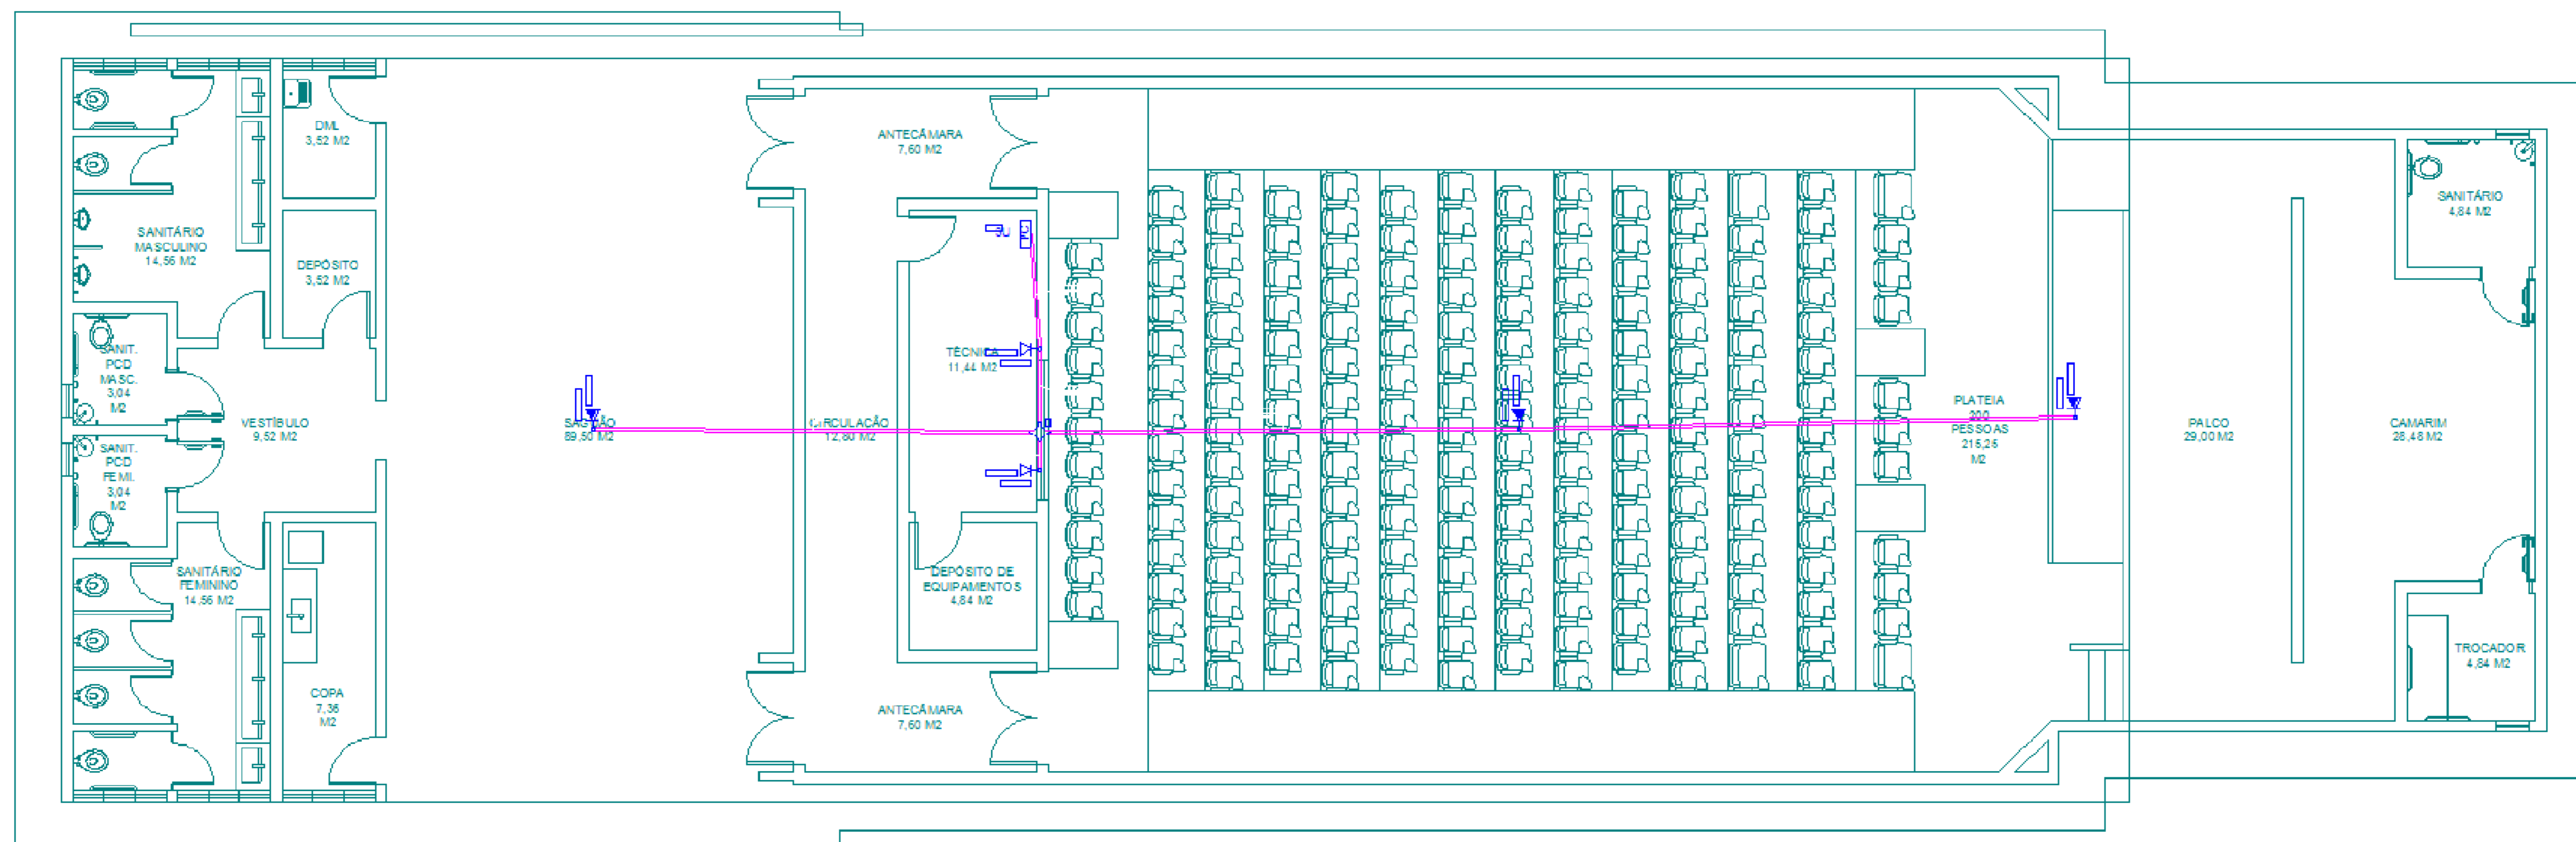 DML
3,52 M2
ANTECÂMARA
7,60 M2
SANITÁRIO
4,84 M2
SANITÁRIO
MASCULINO
14,56 M2
DEPÓSITO
3,52 M2
SANIT.
PCD
MASC.
3,04
M2
TÉCNICA
11,44 M2
VESTÍBULO
9,52 M2
SAGUÃO
89,50 M2
CIRCULAÇÃO
12,80 M2
PLATEIA
200
PESSOAS
215,25
M2
PALCO
29,00 M2
CAMARIM
28,48 M2
SANIT.
PCD
FEMI.
3,04
M2
SANITÁRIO
FEMININO
14,56 M2
DEPÓSITO DE
EQUIPAMENTOS
4,84 M2
COPA
7,36
M2
ANTECÂMARA
7,60 M2
TROCADOR
4,84 M2